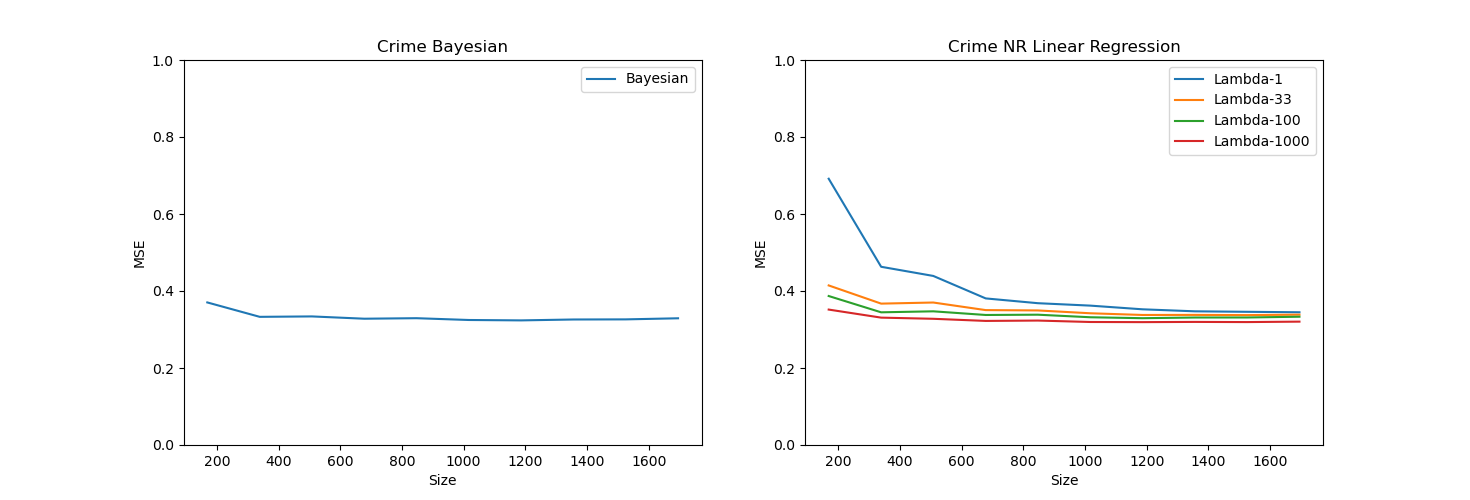 Crime Bayesian
1.0
0.8
0.6
0.4
0.2
0.0
MSE
200 400 600 800 1000 1200 1400 1600
Size
Bayesian
Crime NR Linear Regression
1.0
0.8
0.6
0.4
0.2
0.0
MSE
200 400 600 800 1000 1200 1400 1600
Size
Lambda-1
Lambda-33
Lambda-100
Lambda-1000